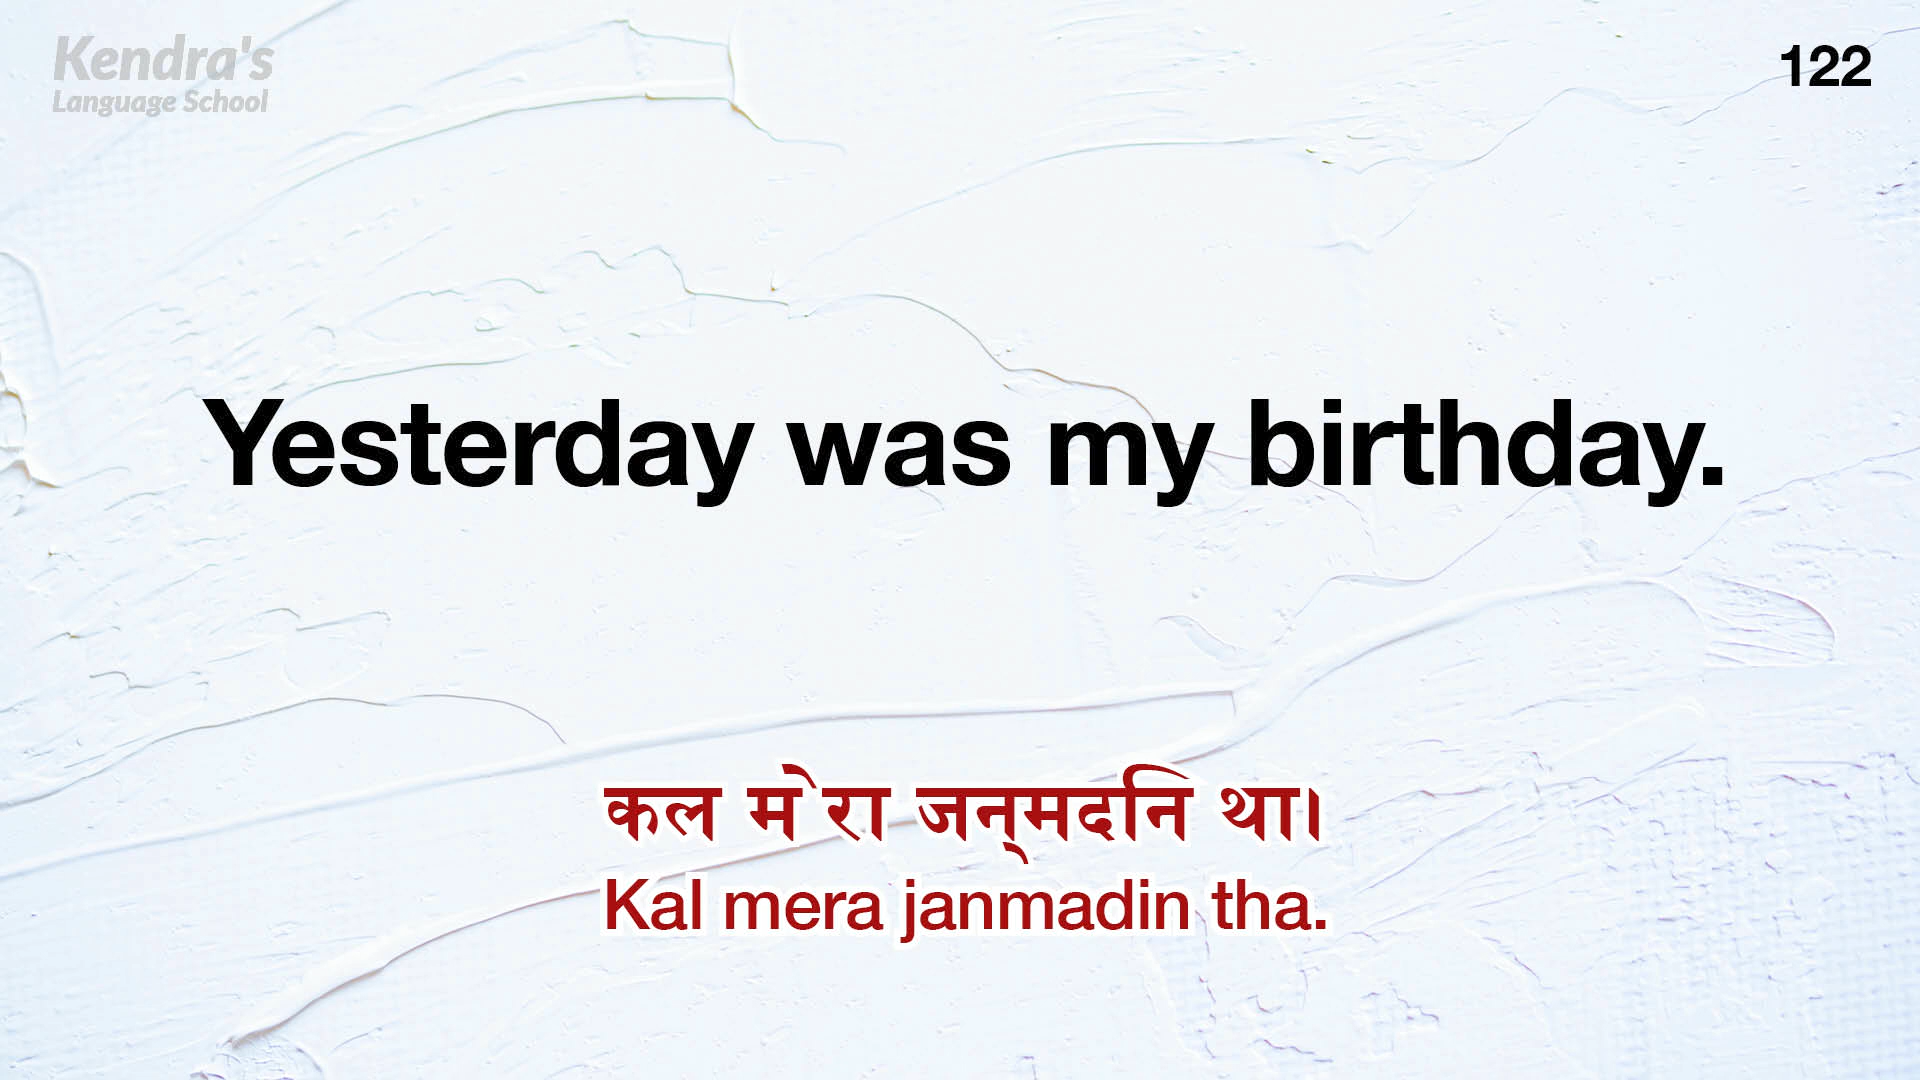 Kendra's
Language School
122
Yesterday was my birthday.
कल मेरा जन्मदिन था।
Kal mera janmadin tha.